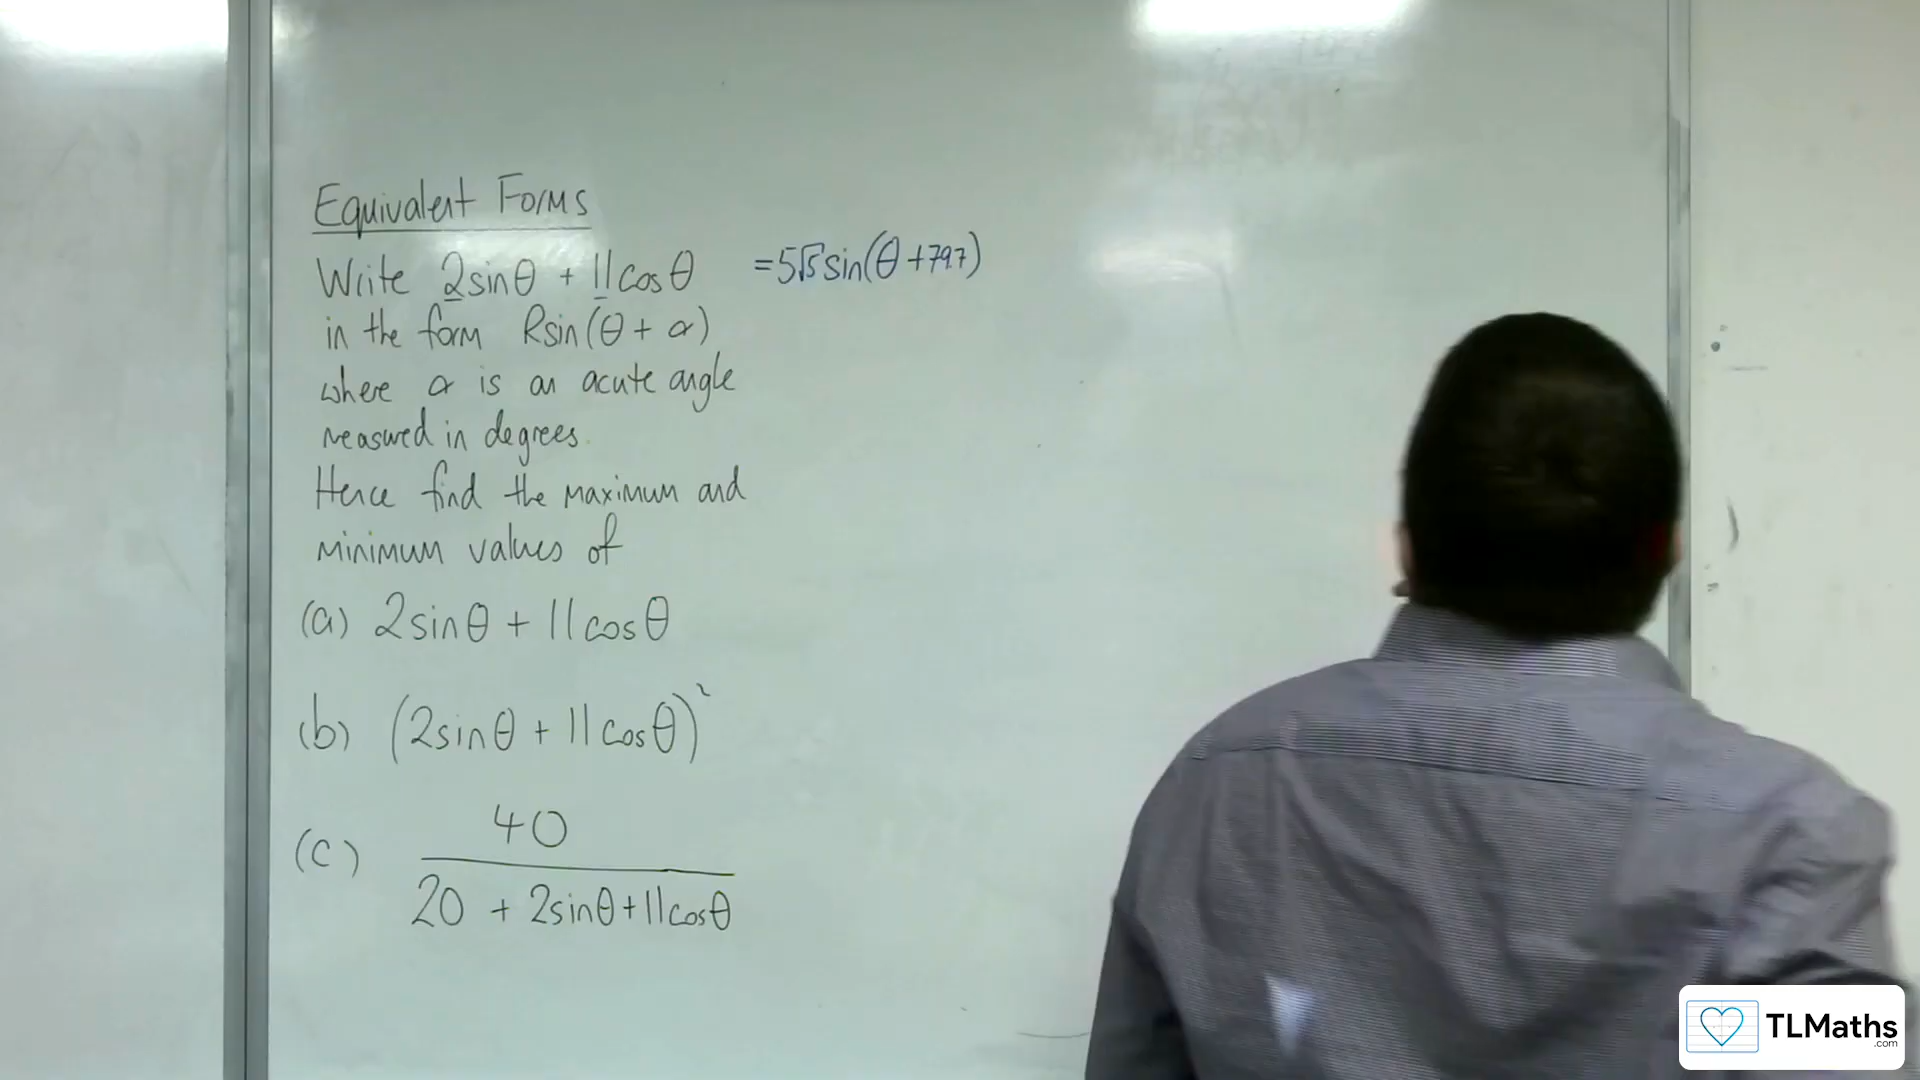 Equivalent Forms
Write 2sinθ + 11cosθ = 5√5 sin(θ + 79.7)
in the form Rsin(θ + α)
where α is an acute angle
measured in degrees.
Hence find the maximum and
minimum values of
(a) 2sinθ + 11cosθ
(b) (2sinθ + 11cosθ)²
(c) 40
20 + 2sinθ + 11cosθ
TLMaths
.com